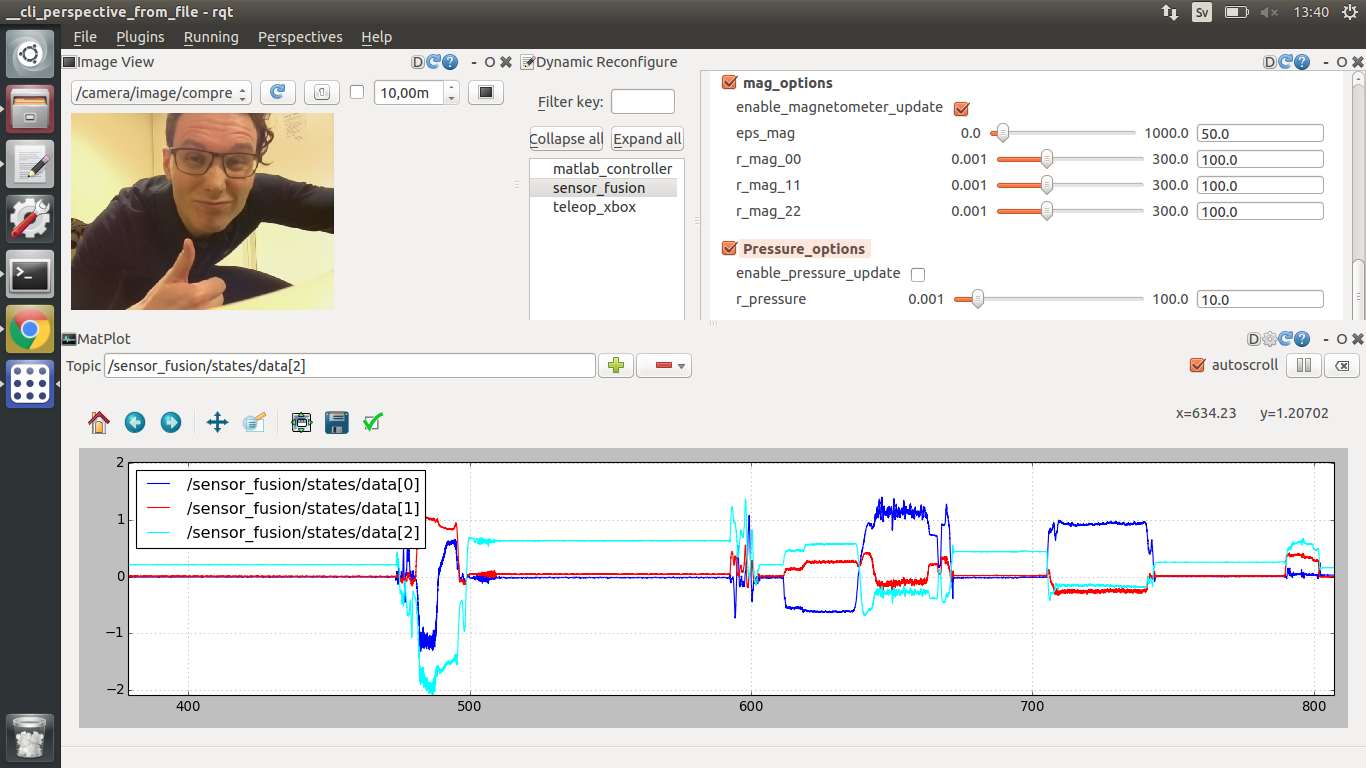 __cli_perspective_from_file - rqt
Sv
13:40
File Plugins Running Perspectives Help
Image View
D
- O
Dynamic Reconfigure
D
- O
/camera/image/compre
10,00m
Filter key:
Collapse all
Expand all
matlab_controller
sensor_fusion
teleop_xbox
mag_options
enable_magnetometer_update
eps_mag 0.0 1000.0 50.0
r_mag_00 0.001 300.0 100.0
r_mag_11 0.001 300.0 100.0
r_mag_22 0.001 300.0 100.0
Pressure_options
enable_pressure_update
r_pressure 0.001 100.0 10.0
MatPlot
D
- O
Topic /sensor_fusion/states/data[2]
autoscroll
x=634.23 y=1.20702
/sensor_fusion/states/data[0]
/sensor_fusion/states/data[1]
/sensor_fusion/states/data[2]
2
1
0
−1
−2
400 500 600 700 800